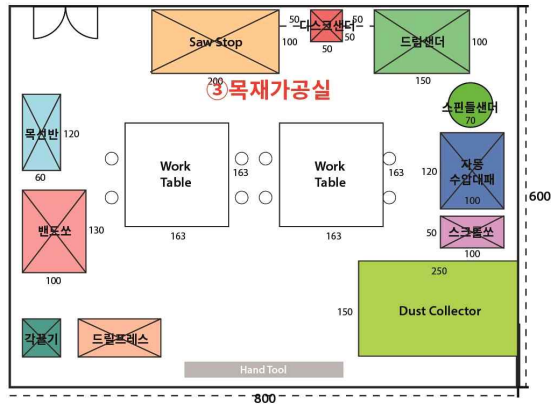 50
디스크샌더
50
Saw Stop
100
50
50
드럼샌더
100
200
150
③목재가공실
스핀들샌더
70
목선반
120
60
Work
Table
163
163
Work
Table
163
163
120
자동
수압대패
100
600
밴드쏘
130
100
50
스크롤쏘
100
250
150
Dust Collector
각끌기
드릴프레스
Hand Tool
800